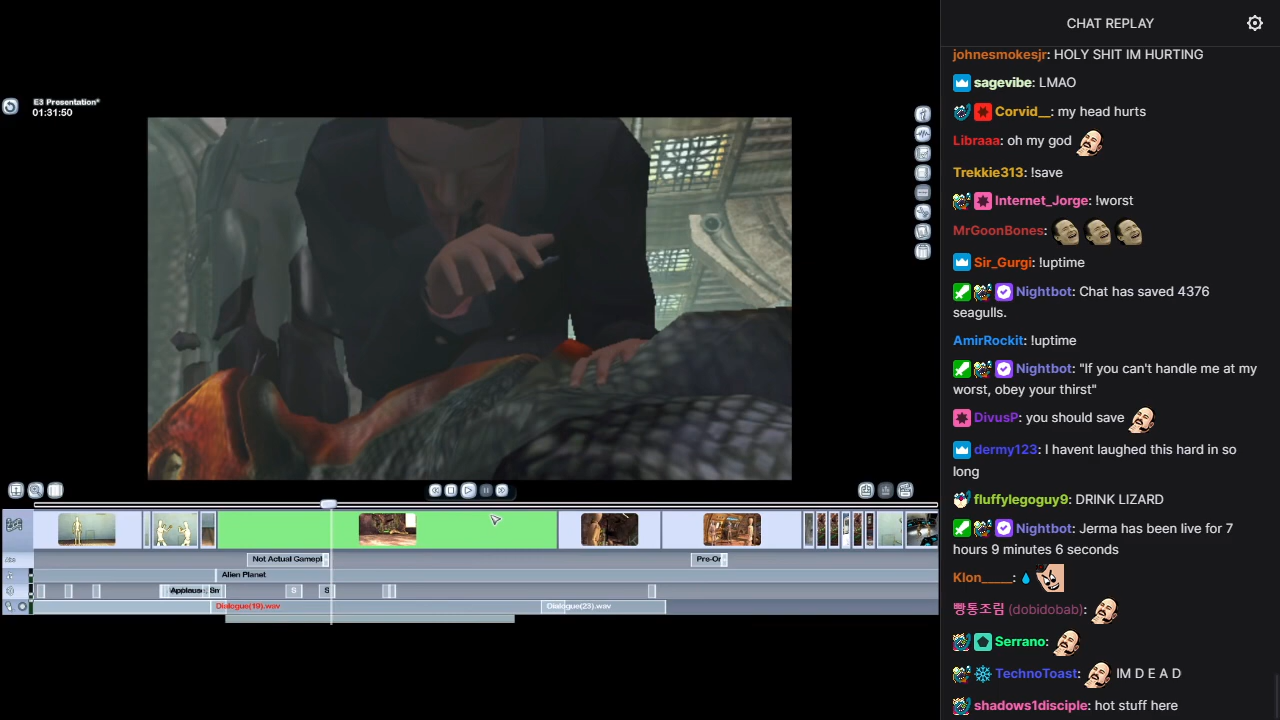 CHAT REPLAY
johnesmokesjr: HOLY SHIT IM HURTING
sagevibe: LMAO
Corvid__: my head hurts
Libraaa: oh my god
Trekkie313: !save
Internet_Jorge: !worst
MrGoonBones:
Sir_Gurgi: !uptime
Nightbot: Chat has saved 4376
seagulls.
AmirRockit: !uptime
Nightbot: "If you can't handle me at my
worst, obey your thirst"
DivusP: you should save
dermy123: I havent laughed this hard in so
long
fluffylegoguy9: DRINK LIZARD
Nightbot: Jerma has been live for 7
hours 9 minutes 6 seconds
Klon_____:
빵통조림 (dobidobab):
Serrano:
TechnoToast: IM D E A D
shadows1disciple: hot stuff here
E3 Presentation*
01:31:50
Not Actual Gamepl
Pre-Or
Alien Planet
Applause
S
S
Dialogue(19).wav
Dialogue(23).wav